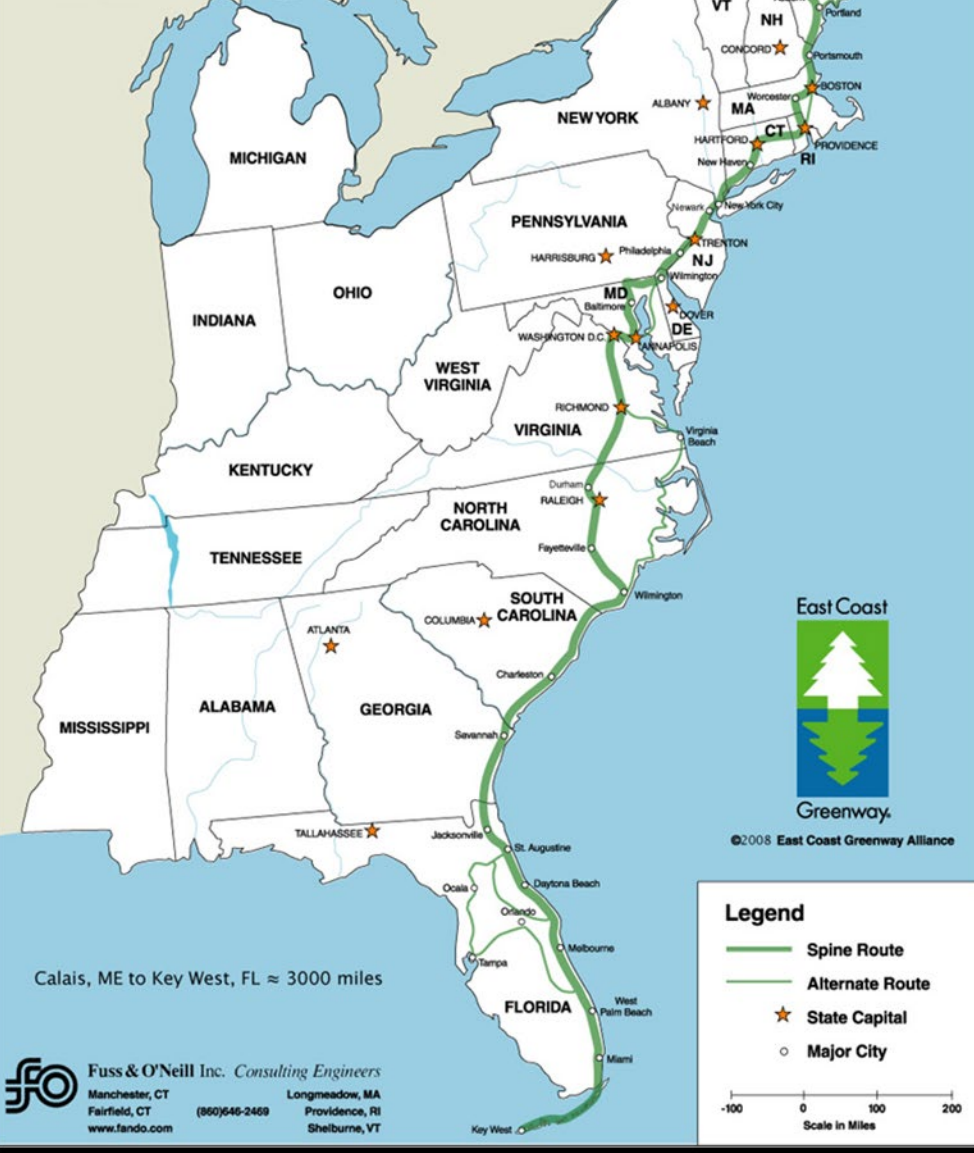 Portland
VT
NH
CONCORD
Portsmouth
BOSTON
Worcester
ALBANY
MA
NEW YORK
HARTFORD
CT
PROVIDENCE
RI
MICHIGAN
New Haven
Newark
New York City
PENNSYLVANIA
TRENTON
Philadelphia
HARRISBURG
NJ
Wilmington
OHIO
MD
Baltimore
DOVER
INDIANA
DE
WASHINGTON D.C.
ANNAPOLIS
WEST
VIRGINIA
RICHMOND
VIRGINIA
Virginia
Beach
KENTUCKY
Durham
RALEIGH
NORTH
CAROLINA
Fayetteville
TENNESSEE
Wilmington
SOUTH
CAROLINA
COLUMBIA
ATLANTA
Charleston
ALABAMA
GEORGIA
MISSISSIPPI
Savannah
TALLAHASSEE
Jacksonville
St. Augustine
Ocala
Daytona Beach
Orlando
Melbourne
Tampa
FLORIDA
West
Palm Beach
Miami
Key West
East Coast
Greenway®
©2008 East Coast Greenway Alliance
Calais, ME to Key West, FL ≈ 3000 miles
fo
Fuss & O'Neill Inc. Consulting Engineers
Manchester, CT Longmeadow, MA
Fairfield, CT (860)646-2469 Providence, RI
www.fando.com Shelburne, VT
Legend
Spine Route
Alternate Route
State Capital
Major City
-100 0 100 200
Scale in Miles